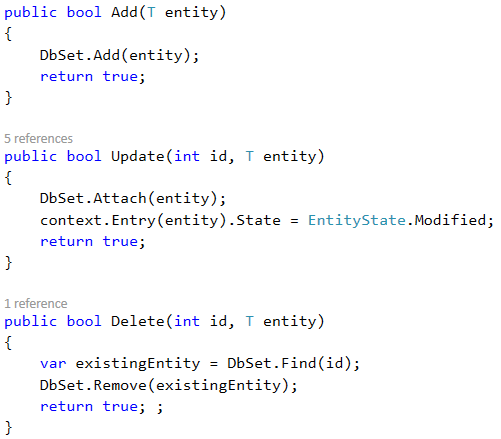 public bool Add(T entity)
{
    DbSet.Add(entity);
    return true;
}
5 references
public bool Update(int id, T entity)
{
    DbSet.Attach(entity);
    context.Entry(entity).State = EntityState.Modified;
    return true;
}
1 reference
public bool Delete(int id, T entity)
{
    var existingEntity = DbSet.Find(id);
    DbSet.Remove(existingEntity);
    return true; ;
}